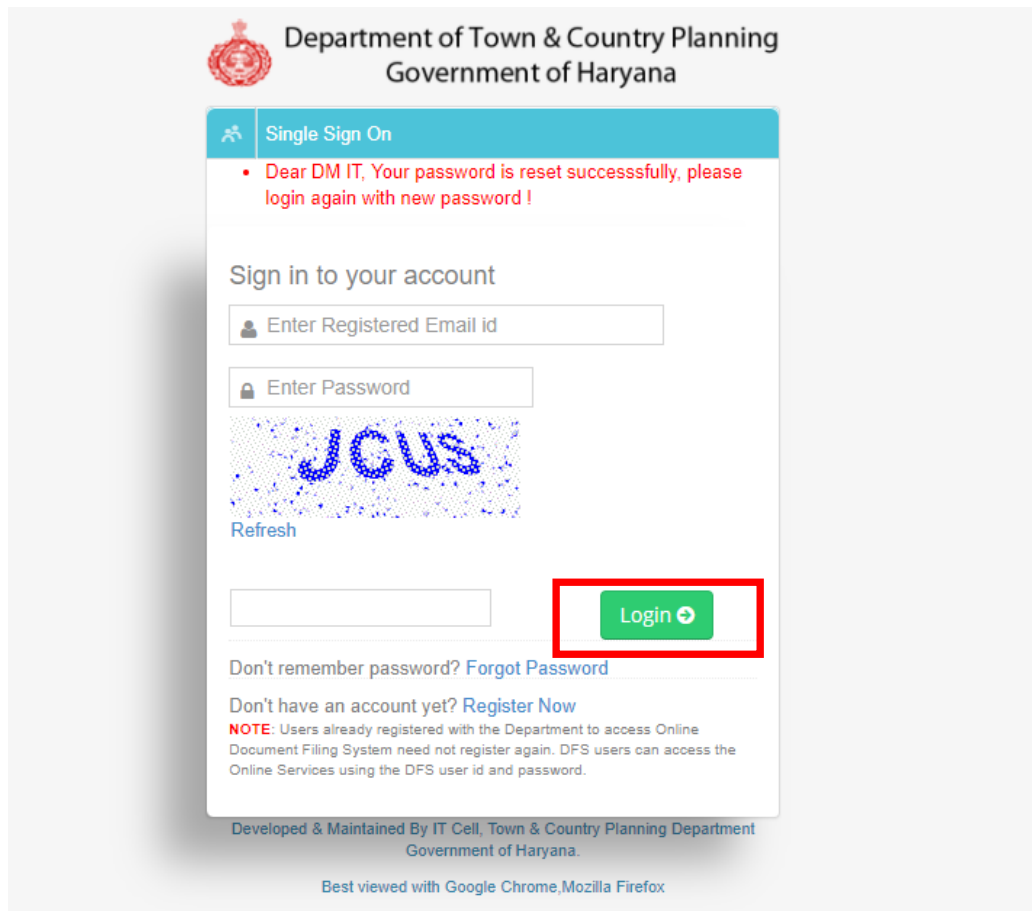 Department of Town & Country Planning
Government of Haryana
Single Sign On
Dear DM IT, Your password is reset successsfully, please
login again with new password !
Sign in to your account
Enter Registered Email id
Enter Password
JCUS
Refresh
Login
Don't remember password? Forgot Password
Don't have an account yet? Register Now
NOTE: Users already registered with the Department to access Online
Document Filing System need not register again. DFS users can access the
Online Services using the DFS user id and password.
Developed & Maintained By IT Cell, Town & Country Planning Department
Government of Haryana.
Best viewed with Google Chrome,Mozilla Firefox